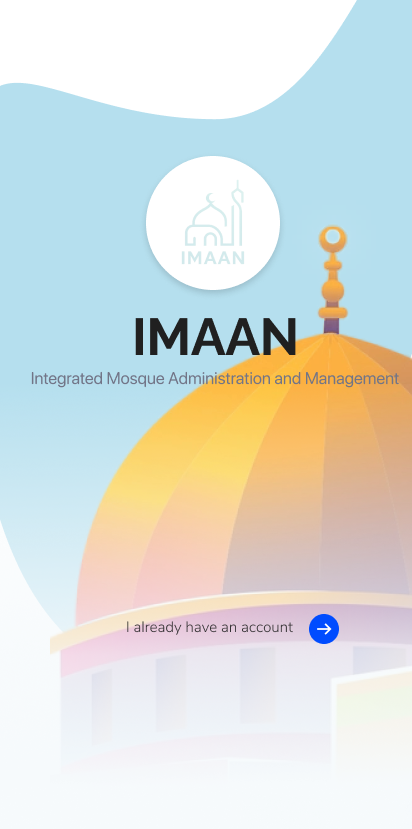 IMAAN
IMAAN
Integrated Mosque Administration and Management
I already have an account